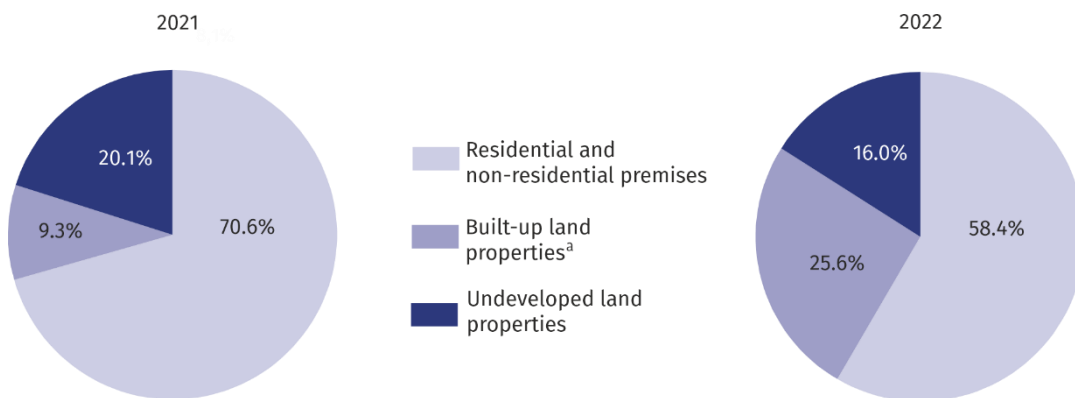 2021
2022
20.1%
9.3%
70.6%
Residential and
non-residential premises
Built-up land
propertiesᵃ
Undeveloped land
properties
16.0%
25.6%
58.4%